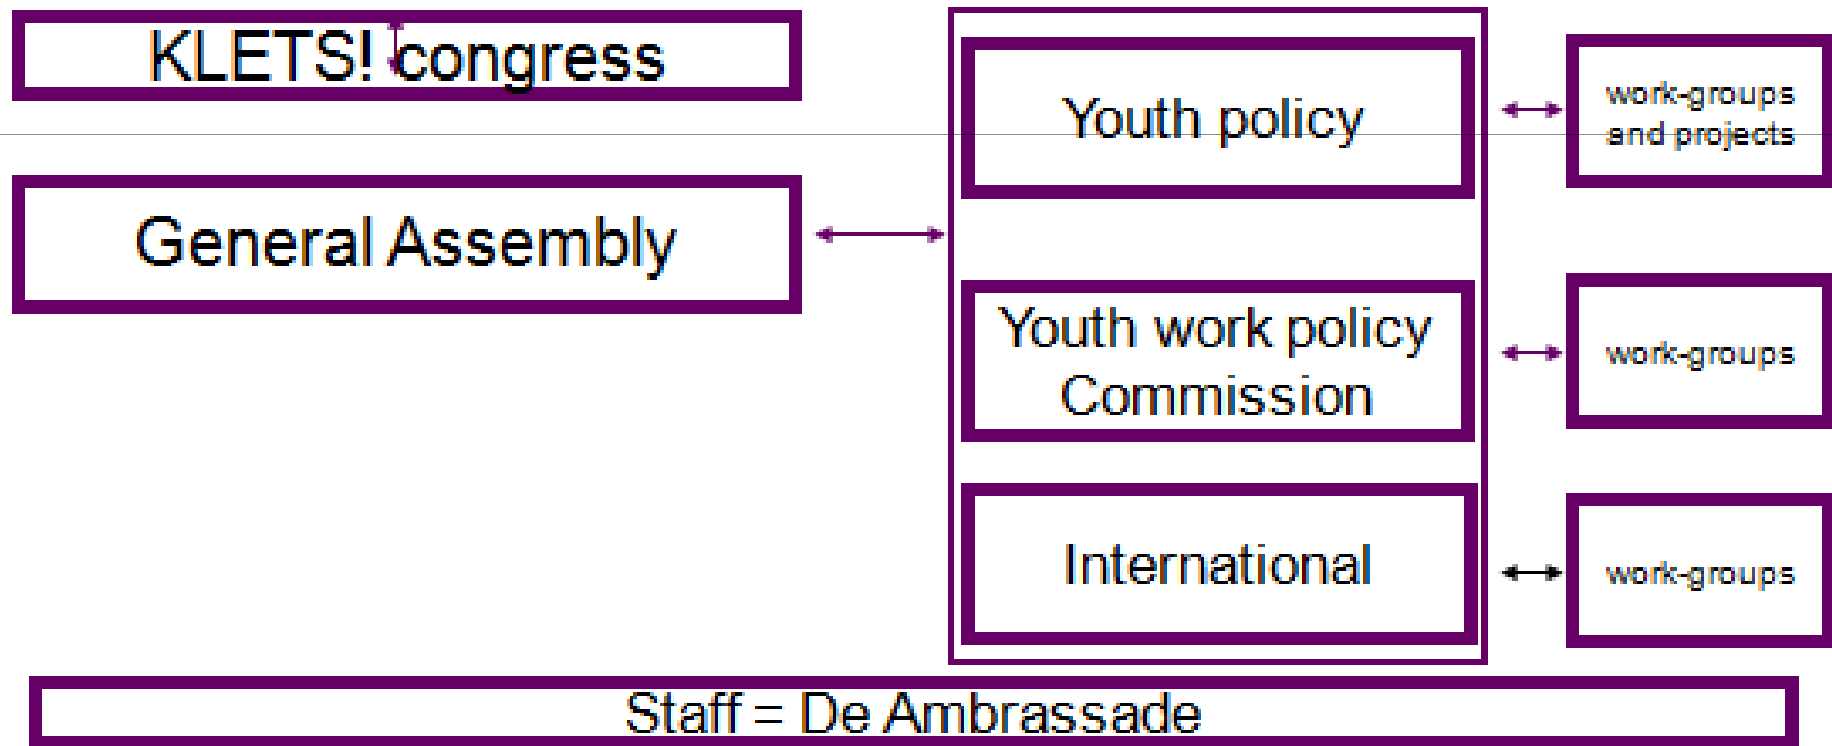 KLETS! congress
General Assembly
Youth policy
Youth work policy
Commission
International
work-groups
and projects
work-groups
work-groups
Staff = De Ambrassade